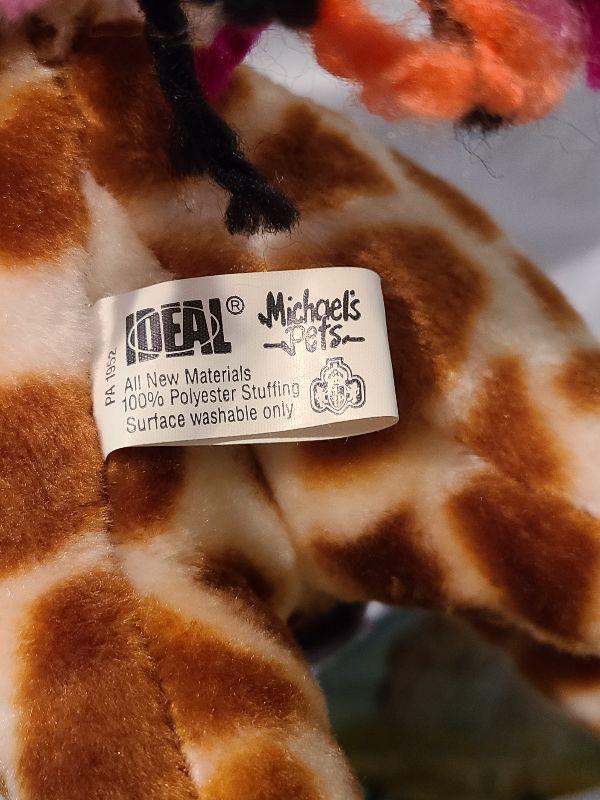 IDEAL®
Michael's
Pets
PA 1952
All New Materials
100% Polyester Stuffing
Surface washable only